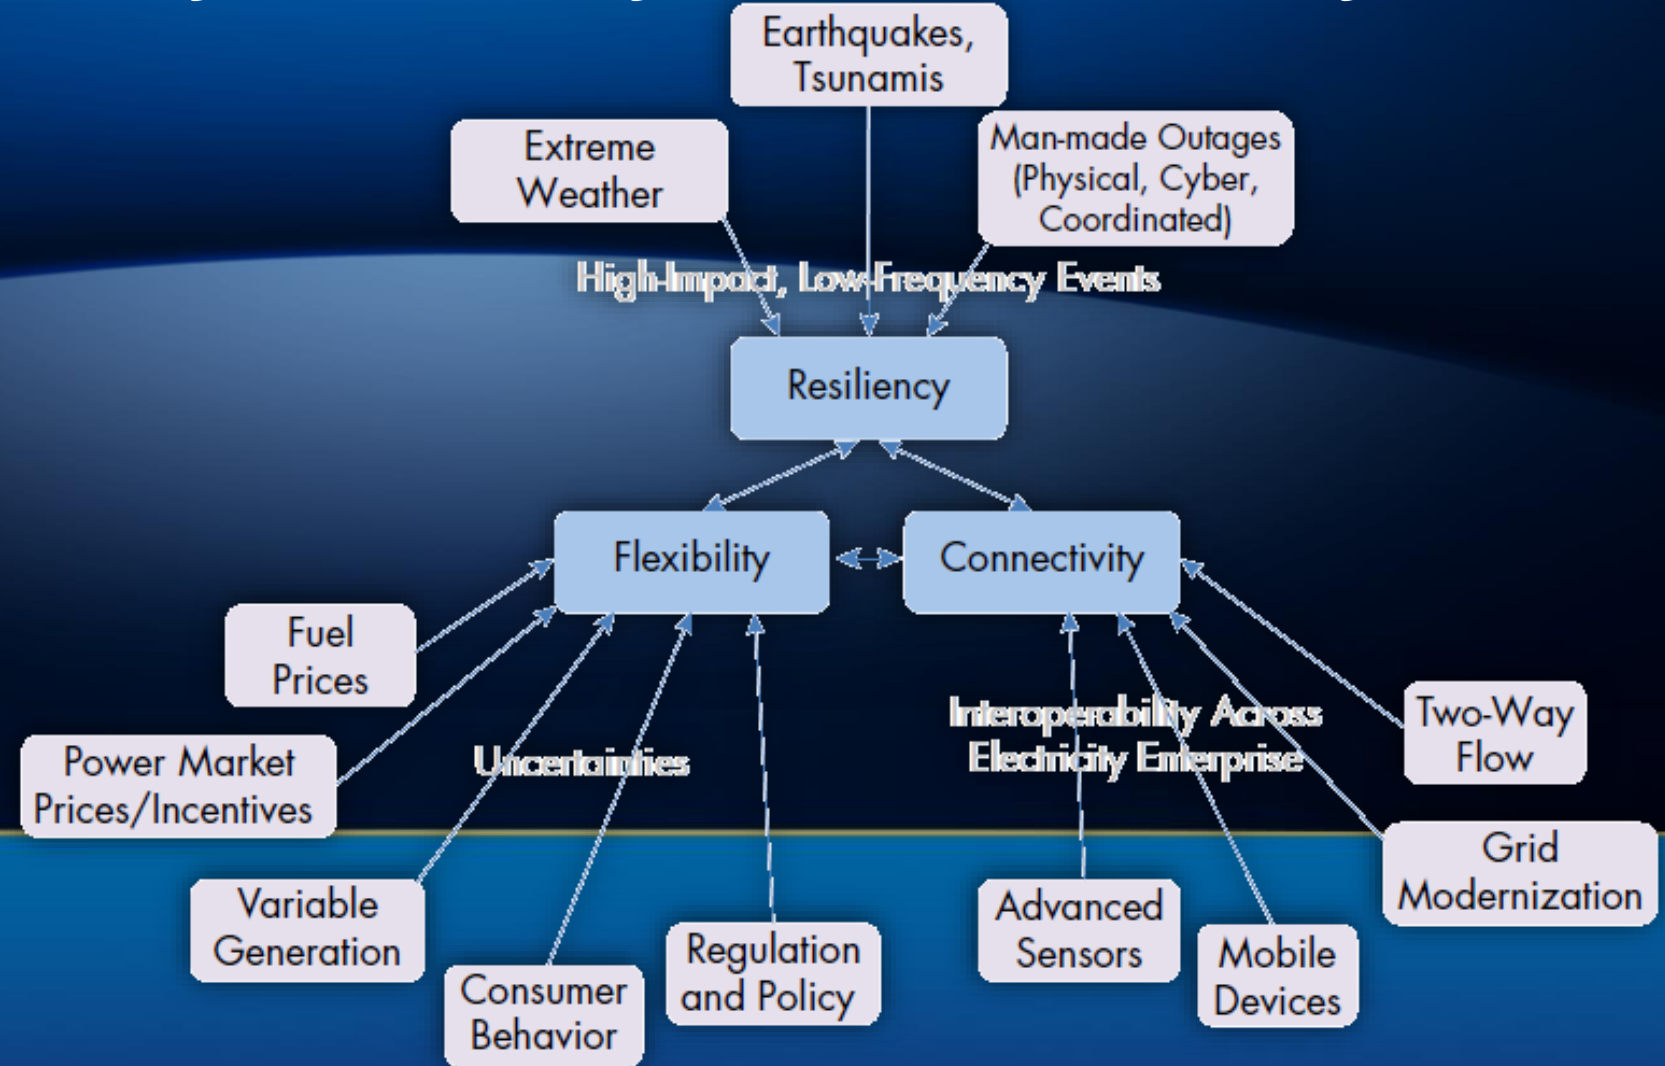 Earthquakes,
Tsunamis
Extreme
Weather
Man-made Outages
(Physical, Cyber,
Coordinated)
High-Impact, Low-Frequency Events
Resiliency
Flexibility
Connectivity
Fuel
Prices
Power Market
Prices/Incentives
Uncertainties
Interoperability Across
Electricity Enterprise
Two-Way
Flow
Variable
Generation
Consumer
Behavior
Regulation
and Policy
Advanced
Sensors
Mobile
Devices
Grid
Modernization